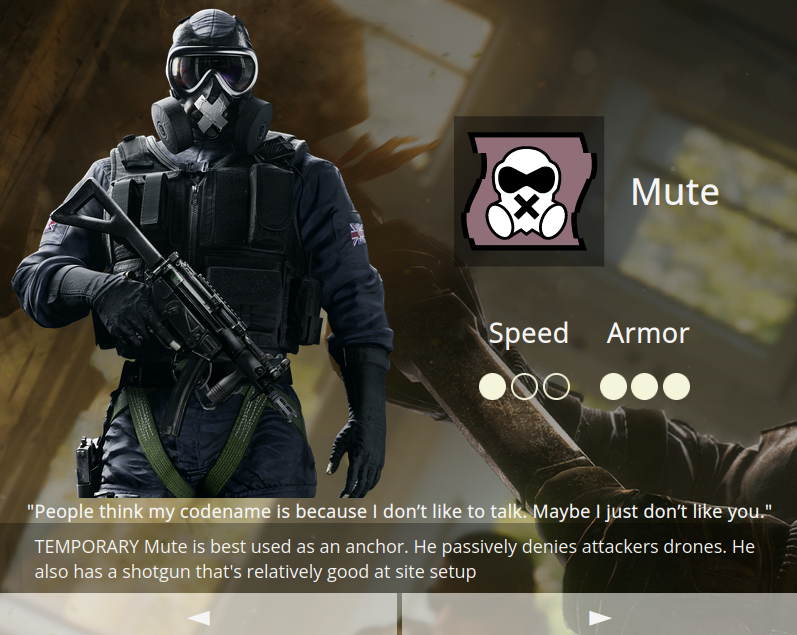 Mute
Speed Armor
"People think my codename is because I don’t like to talk. Maybe I just don’t like you."
TEMPORARY Mute is best used as an anchor. He passively denies attackers drones. He
also has a shotgun that's relatively good at site setup